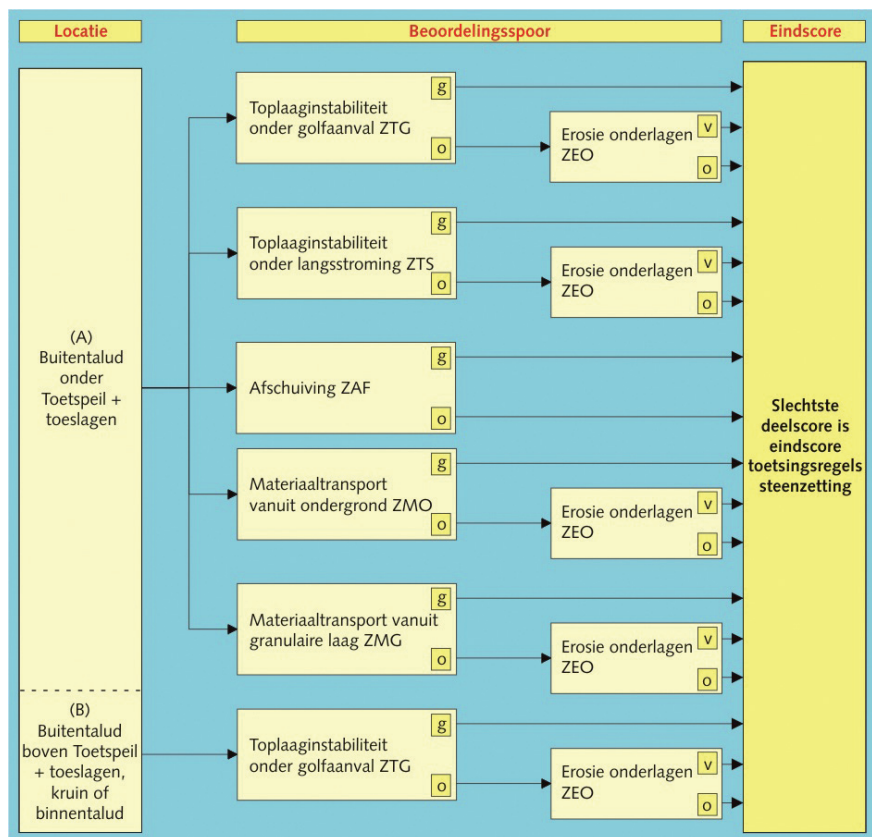 Locatie
Beoordelingsspoor
Eindscore
(A)
Buitentalud
onder
Toetspeil +
toeslagen
(B)
Buitentalud
boven Toetspeil
+ toeslagen,
kruin of
binnentalud
Toplaaginstabiliteit
onder golfaanval ZTG
g
o
Erosie onderlagen
ZEO
v
o
Toplaaginstabiliteit
onder langsstroming ZTS
g
o
Erosie onderlagen
ZEO
v
o
Afschuiving ZAF
g
o
Materiaaltransport
vanuit ondergrond ZMO
g
o
Erosie onderlagen
ZEO
v
o
Materiaaltransport vanuit
granulaire laag ZMG
g
o
Erosie onderlagen
ZEO
v
o
Toplaaginstabiliteit
onder golfaanval ZTG
g
o
Erosie onderlagen
ZEO
v
o
Slechtste
deelscore is
eindscore
toetsingsregels
steenzetting